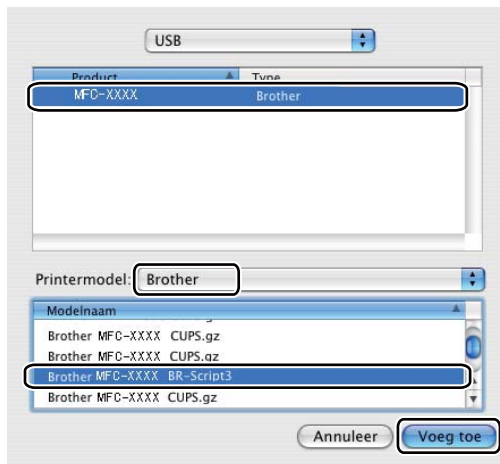 USB
Product Type
MFC-XXXX Brother
Printermodel: Brother
Modelnaam
Brother MFC-XXXX CUPS.gz
Brother MFC-XXXX CUPS.gz
Brother MFC-XXXX BR-Script3
Brother MFC-XXXX CUPS.gz
Annuleer Voeg toe